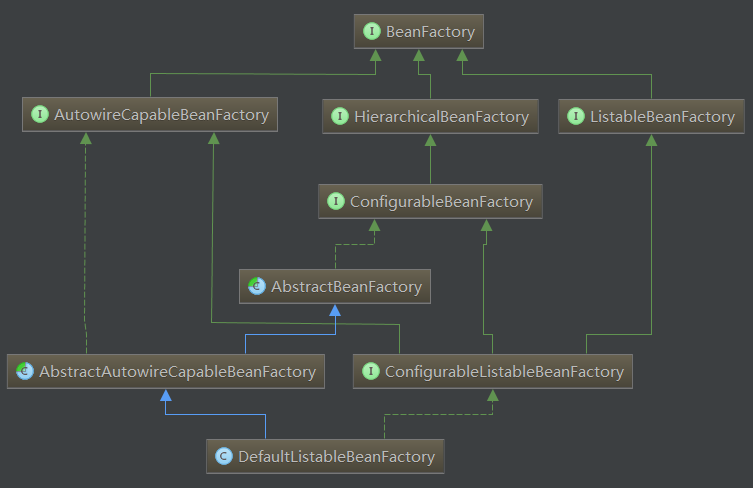 I BeanFactory
I AutowireCapableBeanFactory
I HierarchicalBeanFactory
I ListableBeanFactory
I ConfigurableBeanFactory
C AbstractBeanFactory
C AbstractAutowireCapableBeanFactory
I ConfigurableListableBeanFactory
C DefaultListableBeanFactory